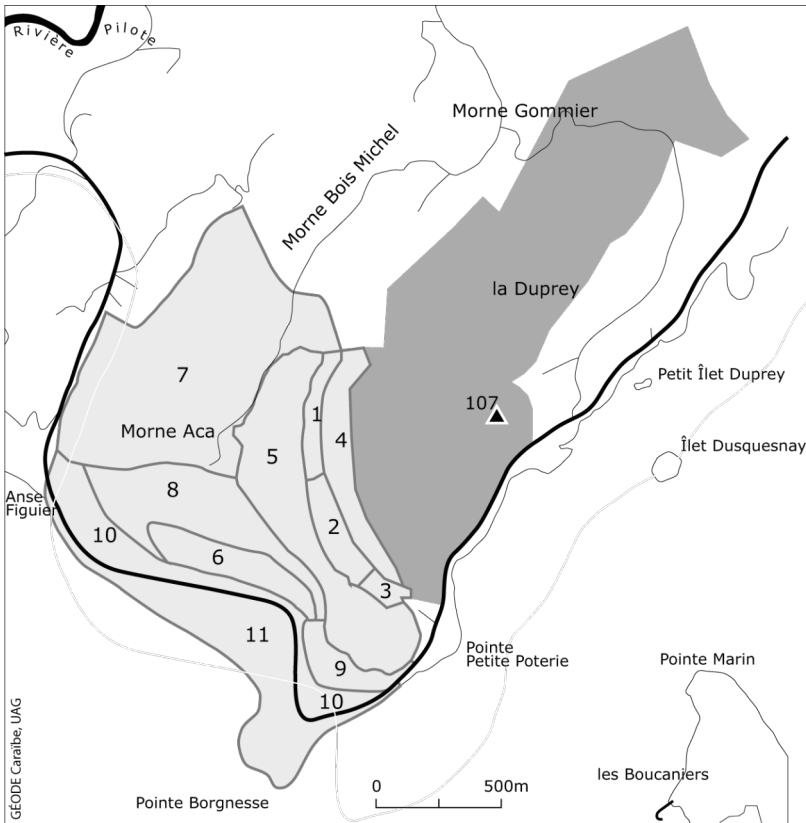 Rivière Pilote
Morne Gommier
Morne Bois Michel
la Duprey
7
Petit Îlet Duprey
107
1
4
Morne Aca
5
Îlet Dusquesnay
8
Anse
Figuier
10
2
6
3
11
Pointe
Petite Poterie
9
Pointe Marin
10
les Boucaniers
0 500m
Pointe Borgnesse
GÉODE Caraïbe, UAG